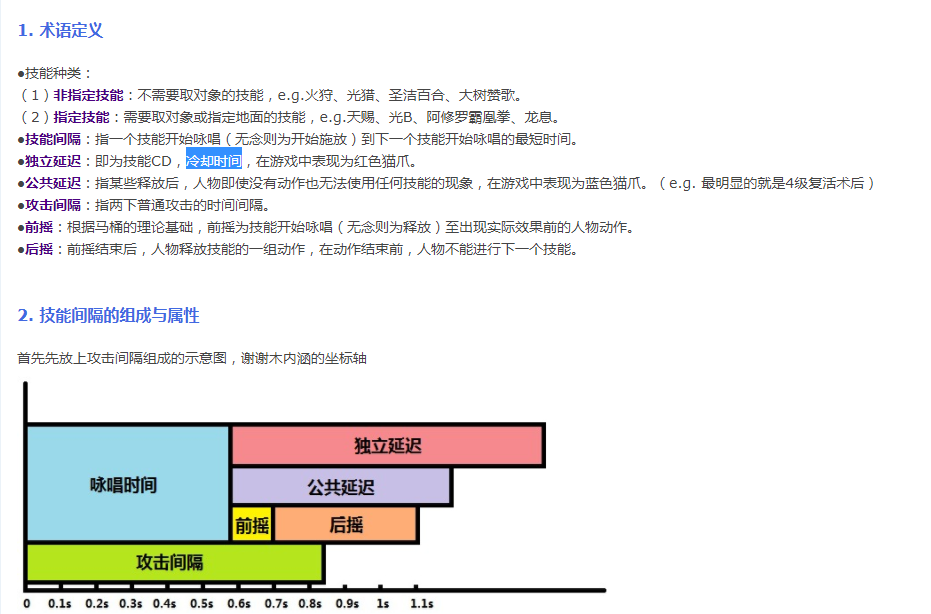 1. 术语定义
●技能种类：
（1）非指定技能：不需要取对象的技能，e.g.火狩、光猎、圣洁百合、大树赞歌。
（2）指定技能：需要取对象或指定地面的技能，e.g.天赐、光B、阿修罗霸凰拳、龙息。
●技能间隔：指一个技能开始咏唱（无念则为开始施放）到下一个技能开始咏唱的最短时间。
●独立延迟：即为技能CD，冷却时间，在游戏中表现为红色猫爪。
●公共延迟：指某些释放后，人物即使没有动作也无法使用任何技能的现象，在游戏中表现为蓝色猫爪。（e.g. 最明显的就是4级复活术后）
●攻击间隔：指两下普通攻击的时间间隔。
●前摇：根据马桶的理论基础，前摇为技能开始咏唱（无念则为释放）至出现实际效果前的人物动作。
●后摇：前摇结束后，人物释放技能的一组动作，在动作结束前，人物不能进行下一个技能。
2. 技能间隔的组成与属性
首先先放上攻击间隔组成的示意图，谢谢木内涵的坐标轴
独立延迟
咏唱时间
公共延迟
前摇 后摇
攻击间隔
0 0.1s 0.2s 0.3s 0.4s 0.5s 0.6s 0.7s 0.8s 0.9s 1s 1.1s